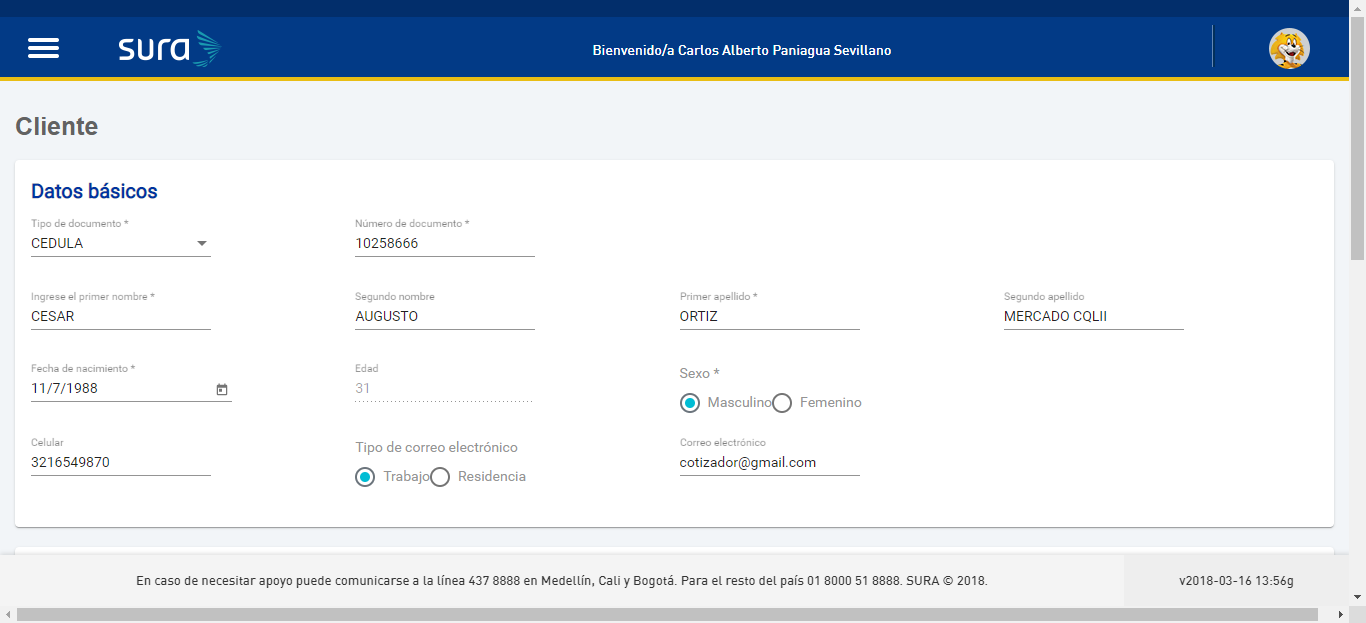 sura
Bienvenido/a Carlos Alberto Paniagua Sevillano
Cliente
Datos básicos
Tipo de documento *
CEDULA
Número de documento *
10258666
Ingrese el primer nombre *
CESAR
Segundo nombre
AUGUSTO
Primer apellido *
ORTIZ
Segundo apellido
MERCADO CQLII
Fecha de nacimiento *
11/7/1988
Edad
31
Sexo *
Masculino Femenino
Celular
3216549870
Tipo de correo electrónico
Trabajo Residencia
Correo electrónico
cotizador@gmail.com
En caso de necesitar apoyo puede comunicarse a la línea 437 8888 en Medellín, Cali y Bogotá. Para el resto del país 01 8000 51 8888. SURA © 2018.
v2018-03-16 13:56g